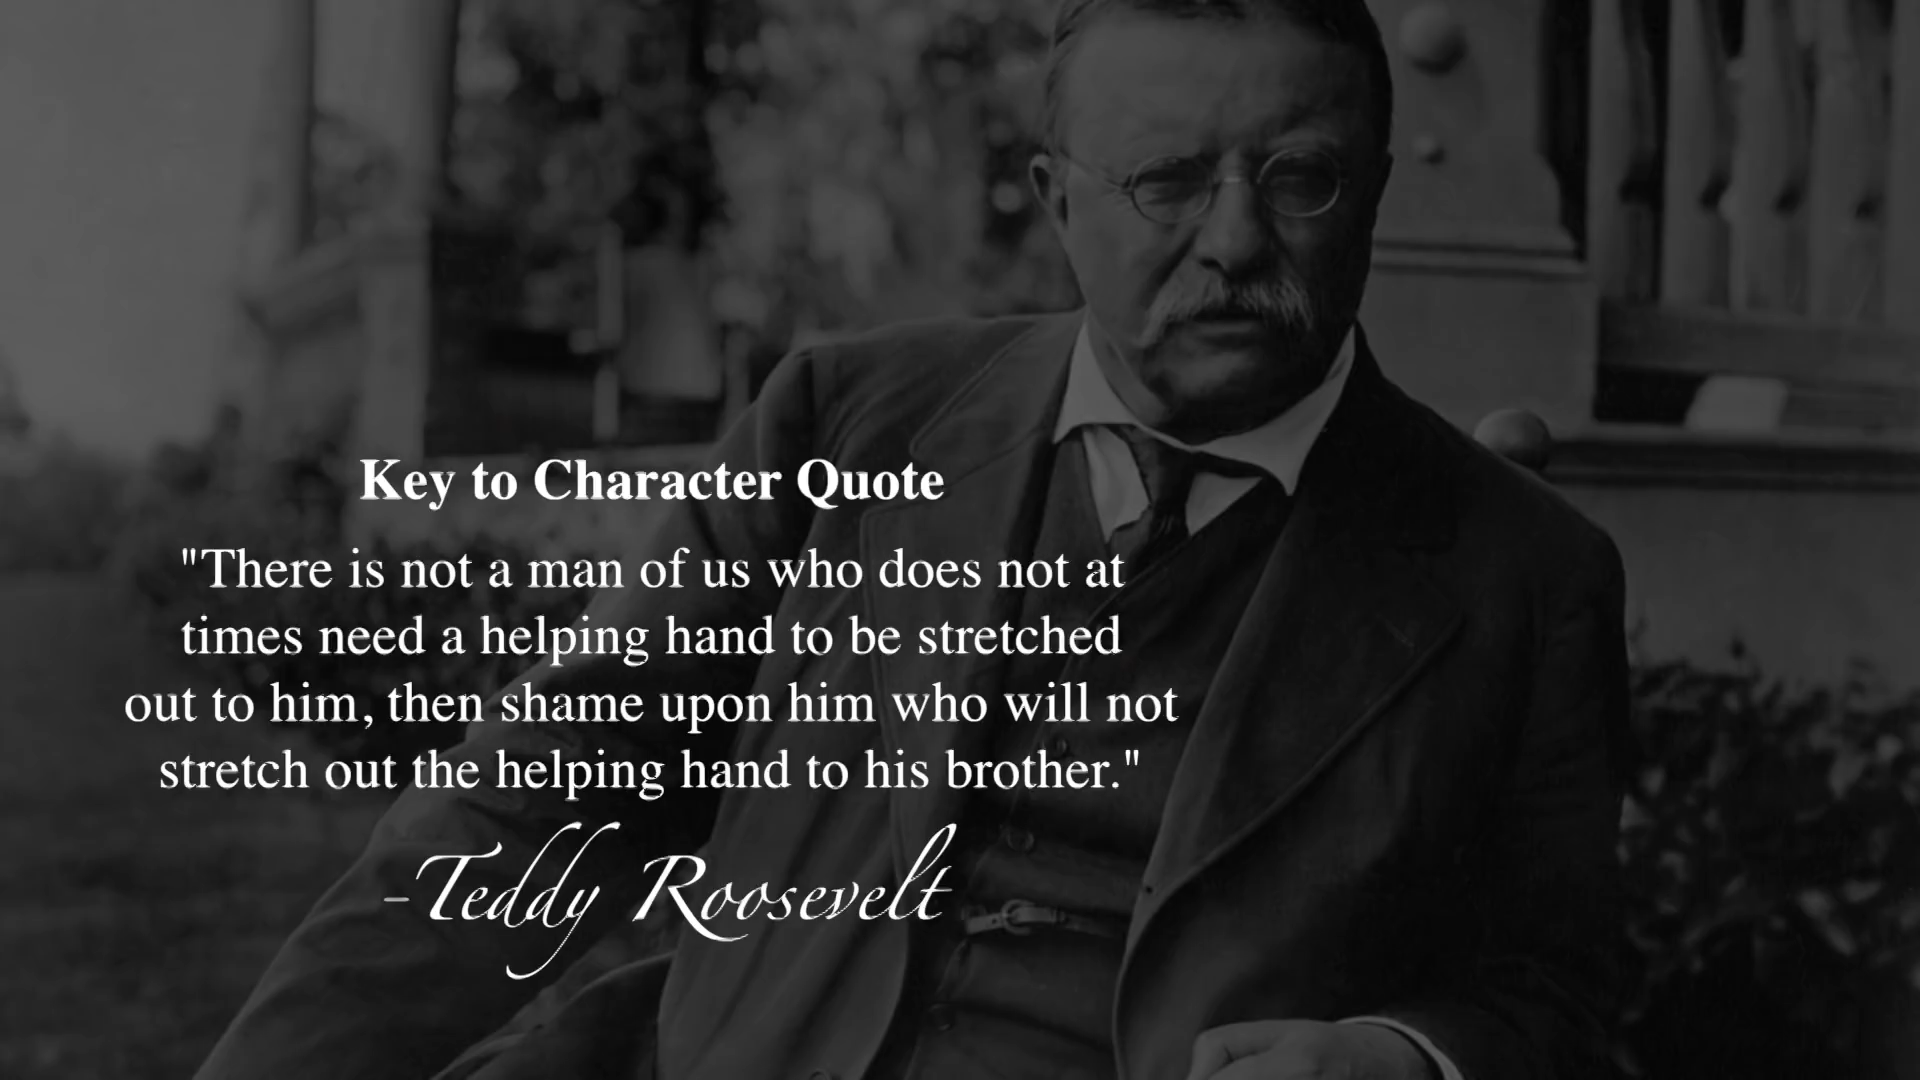 Key to Character Quote
"There is not a man of us who does not at
times need a helping hand to be stretched
out to him, then shame upon him who will not
stretch out the helping hand to his brother."
-Teddy Roosevelt